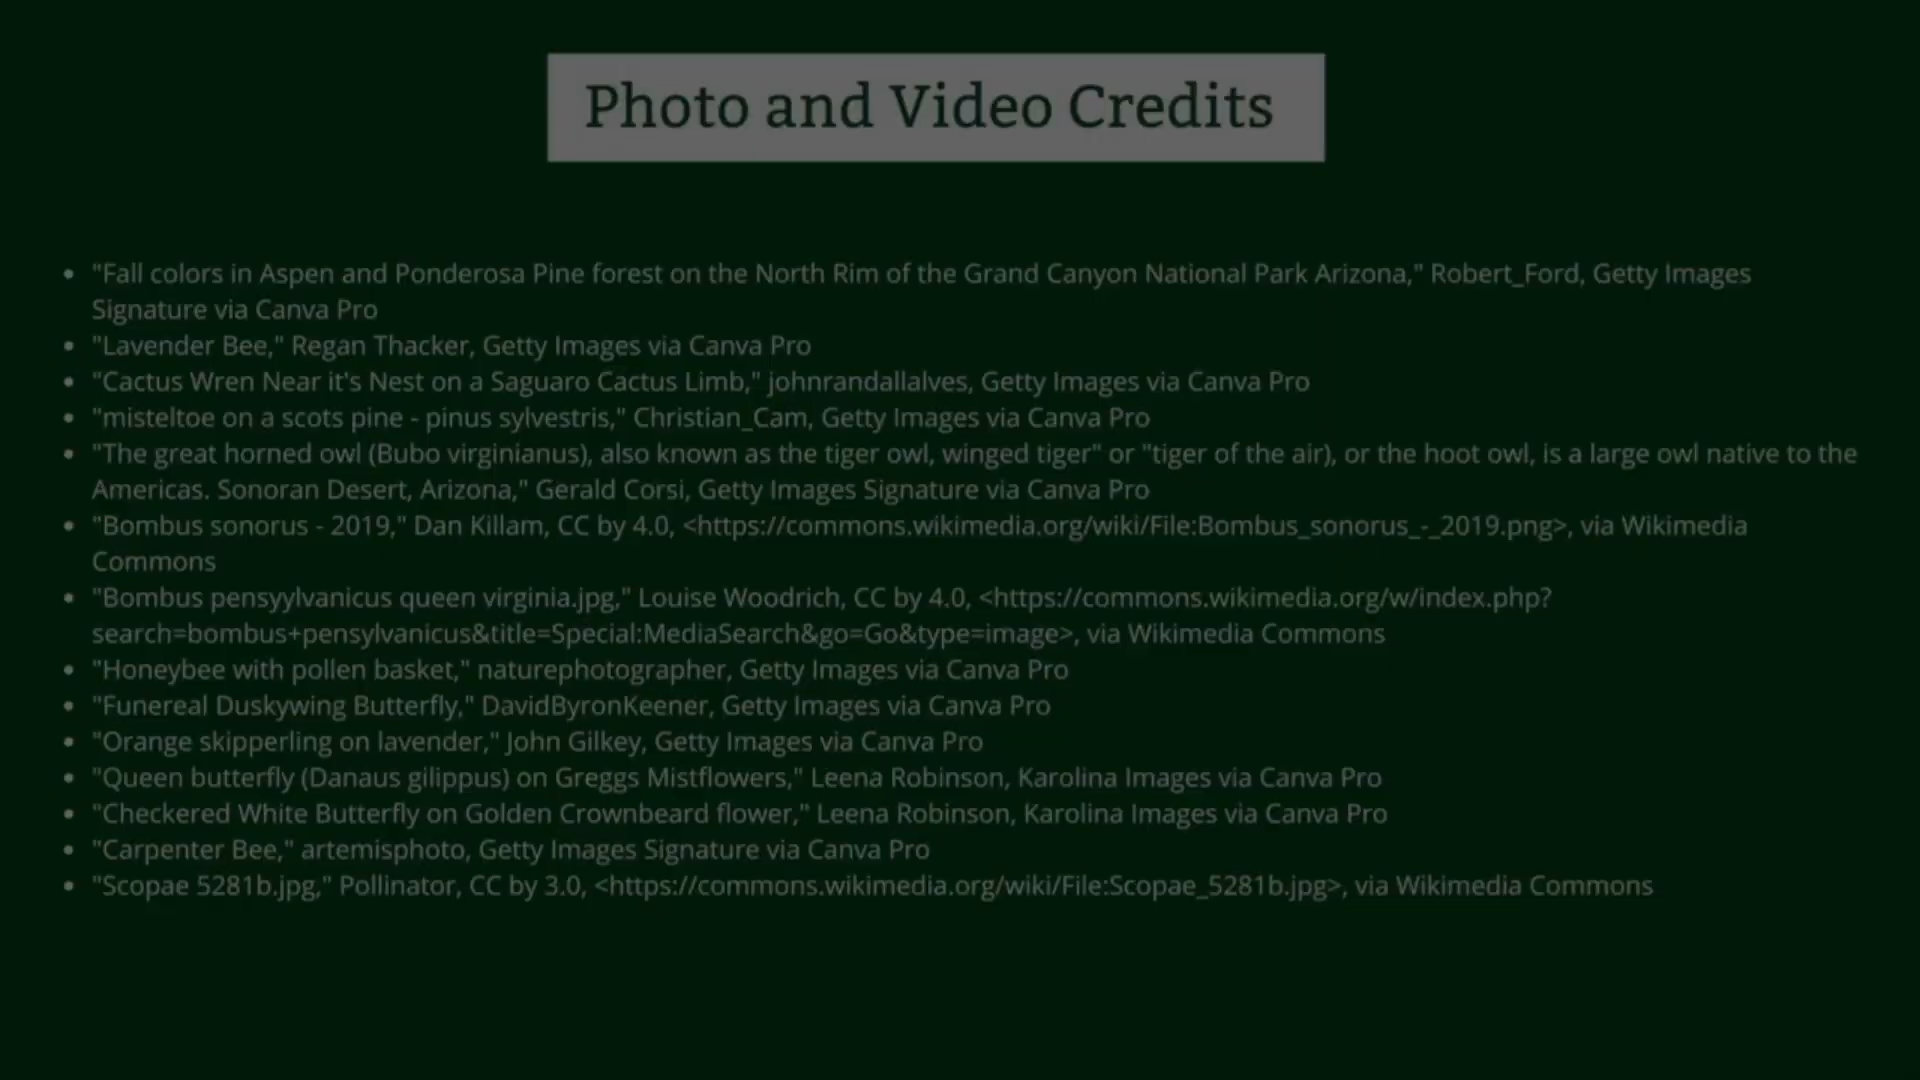 Photo and Video Credits
• "Fall colors in Aspen and Ponderosa Pine forest on the North Rim of the Grand Canyon National Park Arizona," Robert_Ford, Getty Images
Signature via Canva Pro
• "Lavender Bee," Regan Thacker, Getty Images via Canva Pro
• "Cactus Wren Near it's Nest on a Saguaro Cactus Limb," johnrandallalves, Getty Images via Canva Pro
• "misteltoe on a scots pine - pinus sylvestris," Christian_Cam, Getty Images via Canva Pro
• "The great horned owl (Bubo virginianus), also known as the tiger owl, winged tiger" or "tiger of the air), or the hoot owl, is a large owl native to the
Americas. Sonoran Desert, Arizona," Gerald Corsi, Getty Images Signature via Canva Pro
• "Bombus sonorus - 2019," Dan Killam, CC by 4.0, <https://commons.wikimedia.org/wiki/File:Bombus_sonorus_-_2019.png>, via Wikimedia
Commons
• "Bombus pensyylvanicus queen virginia.jpg," Louise Woodrich, CC by 4.0, <https://commons.wikimedia.org/w/index.php?
search=bombus+pensylvanicus&title=Special:MediaSearch&go=Go&type=image>, via Wikimedia Commons
• "Honeybee with pollen basket," naturephotographer, Getty Images via Canva Pro
• "Funereal Duskywing Butterfly," DavidByronKeener, Getty Images via Canva Pro
• "Orange skipperling on lavender," John Gilkey, Getty Images via Canva Pro
• "Queen butterfly (Danaus gilippus) on Greggs Mistflowers," Leena Robinson, Karolina Images via Canva Pro
• "Checkered White Butterfly on Golden Crownbeard flower," Leena Robinson, Karolina Images via Canva Pro
• "Carpenter Bee," artemisphoto, Getty Images Signature via Canva Pro
• "Scopae 5281b.jpg," Pollinator, CC by 3.0, <https://commons.wikimedia.org/wiki/File:Scopae_5281b.jpg>, via Wikimedia Commons